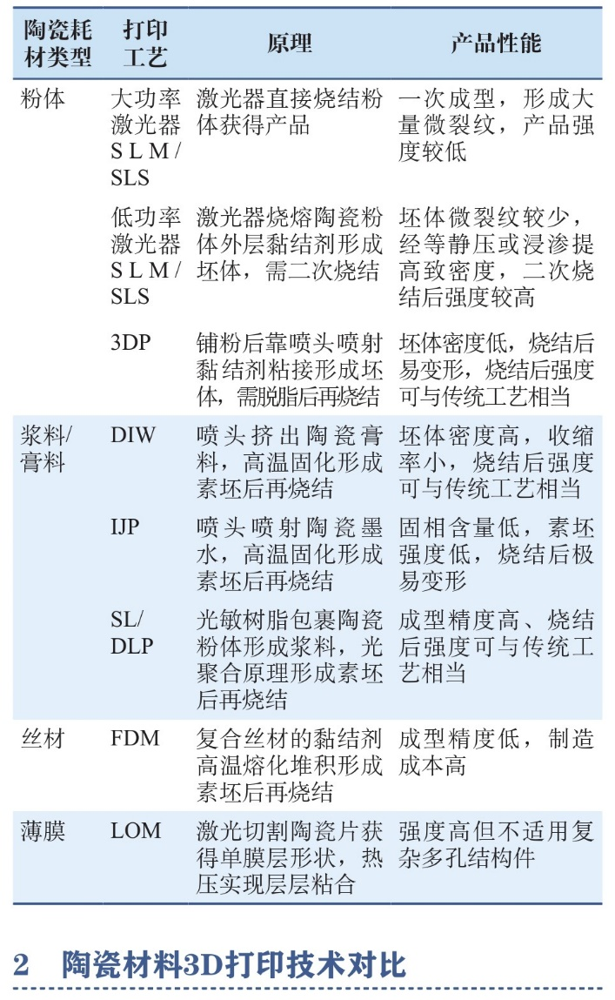 陶瓷耗材类型 打印工艺 原理 产品性能
粉体 大功率激光器SLM/SLS 激光器直接烧结粉体获得产品 一次成型，形成大量微裂纹，产品强度较低
低功率激光器SLM/SLS 激光器烧熔陶瓷粉体外层黏结剂形成坯体，需二次烧结 坯体微裂纹较少，经等静压或浸渗提高致密度，二次烧结后强度较高
3DP 铺粉后靠喷头喷射黏结剂粘接形成坯体，需脱脂后再烧结 坯体密度低，烧结后易变形，烧结后强度可与传统工艺相当
浆料/膏料 DIW 喷头挤出陶瓷膏料，高温固化形成素坯后再烧结 坯体密度高，收缩率小，烧结后强度可与传统工艺相当
IJP 喷头喷射陶瓷墨水，高温固化形成素坯后再烧结 固相含量低，素坯强度低，烧结后极易变形
SL/DLP 光敏树脂包裹陶瓷粉体形成浆料，光聚合原理形成素坯后再烧结 成型精度高、烧结后强度可与传统工艺相当
丝材 FDM 复合丝材的黏结剂高温熔化堆积形成素坯后再烧结 成型精度低，制造成本高
薄膜 LOM 激光切割陶瓷片获得单膜层形状，热压实现层层粘合 强度高但不适用复杂多孔结构件
2 陶瓷材料3D打印技术对比